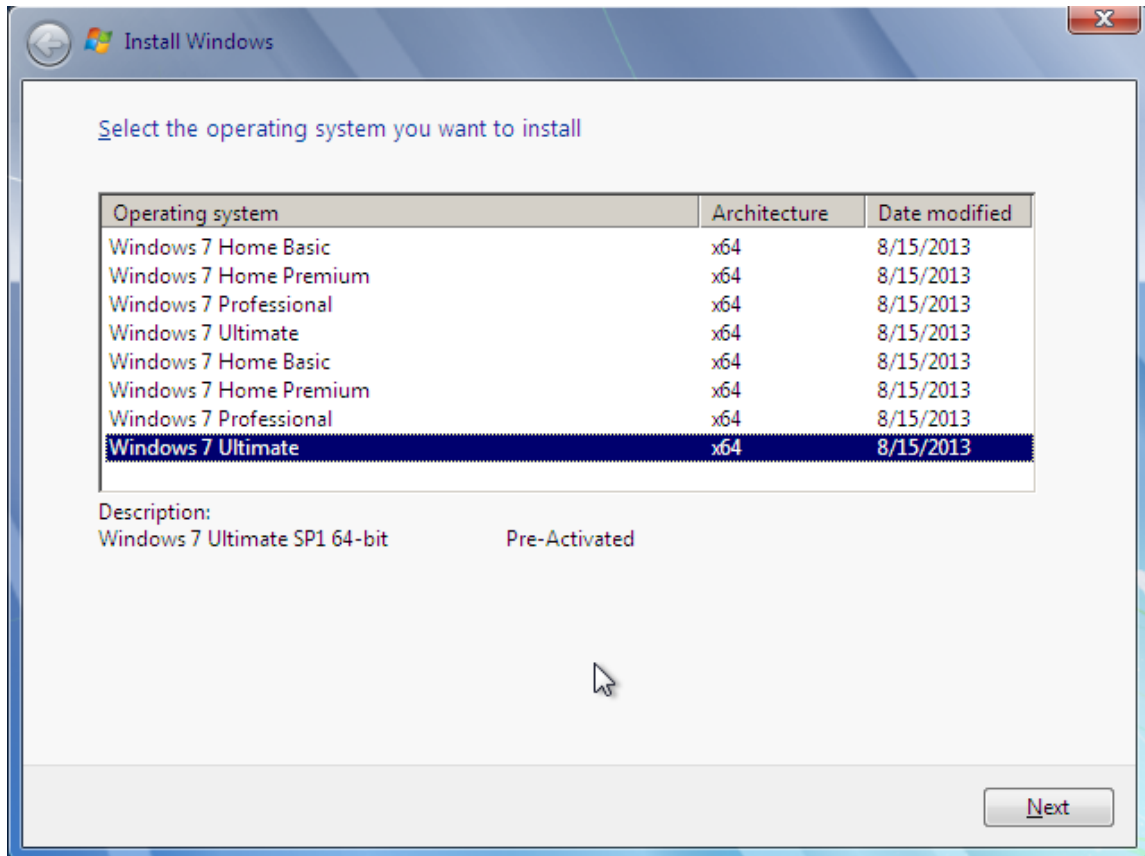 Install Windows
Select the operating system you want to install
Operating system Architecture Date modified
Windows 7 Home Basic x64 8/15/2013
Windows 7 Home Premium x64 8/15/2013
Windows 7 Professional x64 8/15/2013
Windows 7 Ultimate x64 8/15/2013
Windows 7 Home Basic x64 8/15/2013
Windows 7 Home Premium x64 8/15/2013
Windows 7 Professional x64 8/15/2013
Windows 7 Ultimate x64 8/15/2013
Description:
Windows 7 Ultimate SP1 64-bit Pre-Activated
Next